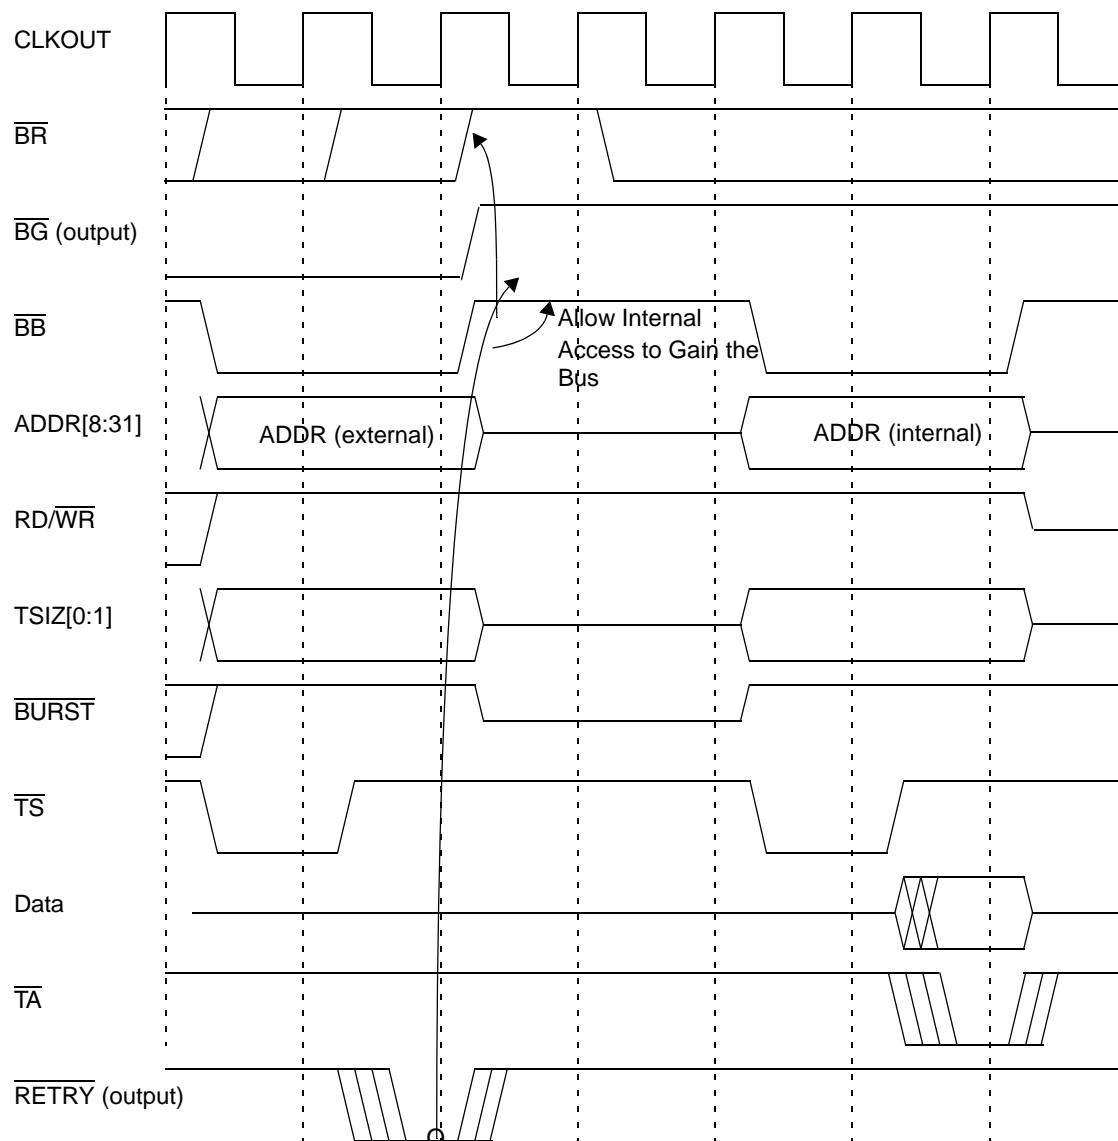 CLKOUT
BR
BG (output)
BB
Allow Internal
Access to Gain the
Bus
ADDR[8:31]
ADDR (external)
ADDR (internal)
RD/WR
TSIZ[0:1]
BURST
TS
Data
TA
RETRY (output)